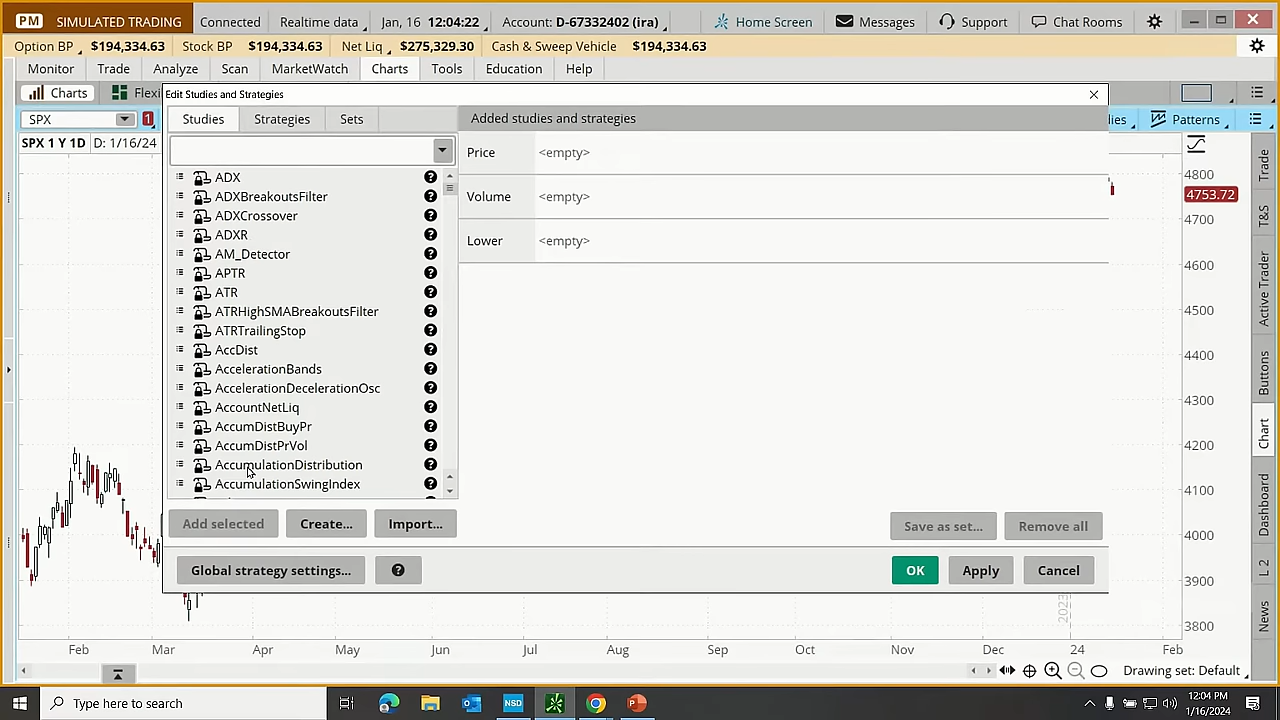 PM SIMULATED TRADING Connected Realtime data Jan, 16 12:04:22 Account: D-67332402 (ira) Home Screen Messages Support Chat Rooms
Option BP $194,334.63 Stock BP $194,334.63 Net Liq $275,329.30 Cash & Sweep Vehicle $194,334.63
Monitor Trade Analyze Scan MarketWatch Charts Tools Education Help
Charts Flexi
Edit Studies and Strategies
SPX 1
Studies Strategies Sets
Added studies and strategies
ies Patterns
SPX 1 Y 1D D: 1/16/24
Price <empty>
Volume <empty>
Lower <empty>
ADX
ADXBreakoutsFilter
ADXCrossover
ADXR
AM_Detector
APTR
ATR
ATRHighSMABreakoutsFilter
ATRTrailingStop
AccDist
AccelerationBands
AccelerationDecelerationOsc
AccountNetLiq
AccumDistBuyPr
AccumDistPrVol
AccumulationDistribution
AccumulationSwingIndex
Add selected Create... Import...
Save as set... Remove all
Global strategy settings... ?
OK Apply Cancel
4800
4753.72
4700
4600
4500
4400
4300
4200
4100
4000
3900
3800
2023
Feb Mar Apr May Jun Jul Aug Sep Oct Nov Dec 24 Feb
Drawing set: Default
Trade
T&S
Active Trader
Buttons
Chart
Dashboard
L 2
News
Type here to search
NSD
12:04 PM
1/16/2024